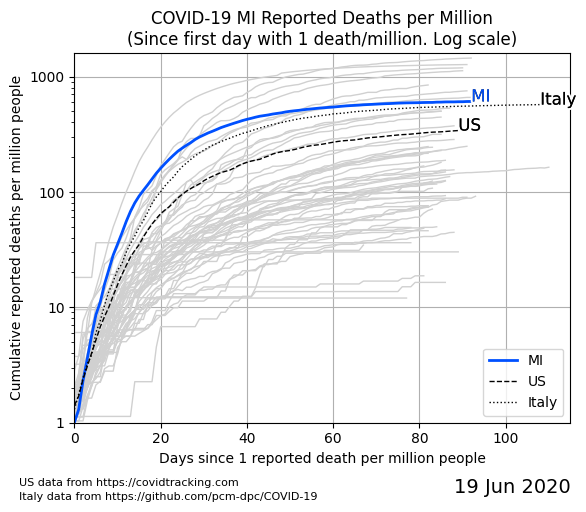 COVID-19 MI Reported Deaths per Million
(Since first day with 1 death/million. Log scale)
Cumulative reported deaths per million people
1000
100
10
1
MI
Italy
US
MI
US
Italy
0 20 40 60 80 100
Days since 1 reported death per million people
US data from https://covidtracking.com
Italy data from https://github.com/pcm-dpc/COVID-19
19 Jun 2020